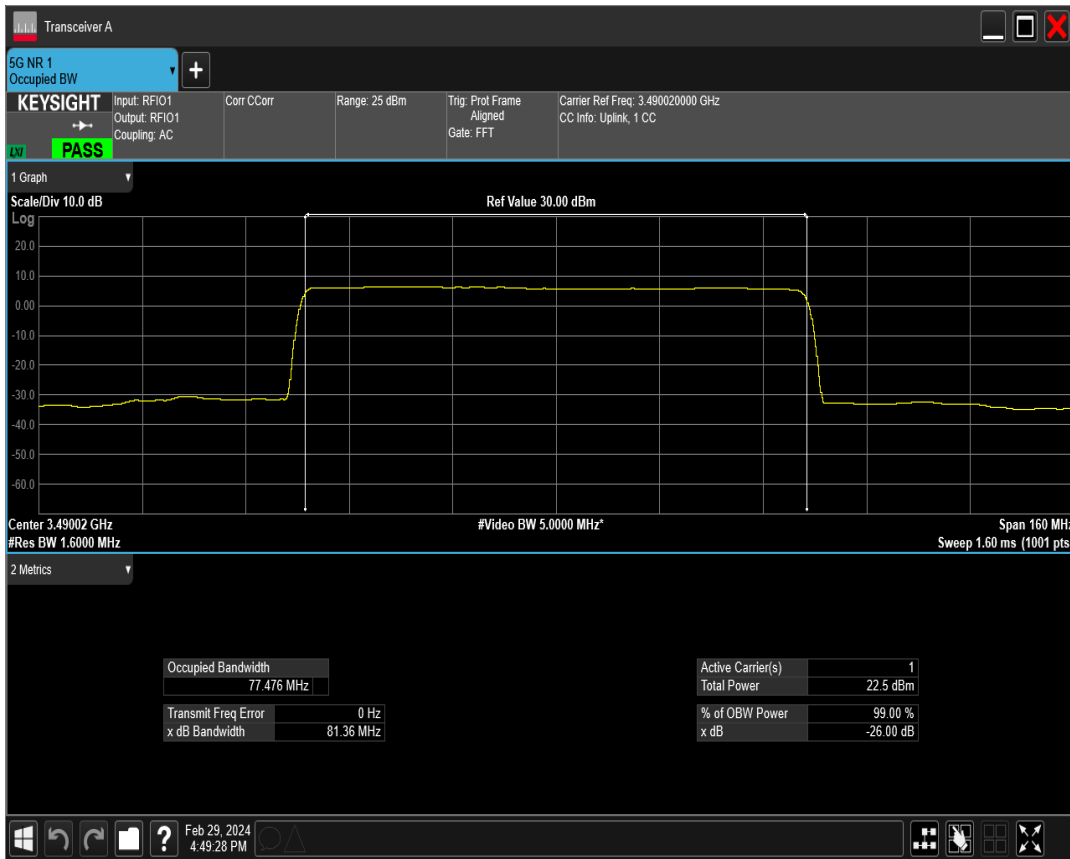 Transceiver A
5G NR 1
Occupied BW
+
KEYSIGHT
LXI
PASS
Input: RFIO1
Output: RFIO1
Coupling: AC
Corr CCorr
Range: 25 dBm
Trig: Prot Frame
Aligned
Gate: FFT
Carrier Ref Freq: 3.490020000 GHz
CC Info: Uplink, 1 CC
1 Graph
Scale/Div 10.0 dB
Ref Value 30.00 dBm
Log
20.0
10.0
0.00
-10.0
-20.0
-30.0
-40.0
-50.0
-60.0
Center 3.49002 GHz
#Video BW 5.0000 MHz*
Span 160 MHz
#Res BW 1.6000 MHz
Sweep 1.60 ms (1001 pts
2 Metrics
Occupied Bandwidth
77.476 MHz
Transmit Freq Error 0 Hz
x dB Bandwidth 81.36 MHz
Active Carrier(s) 1
Total Power 22.5 dBm
% of OBW Power 99.00 %
x dB -26.00 dB
?
Feb 29, 2024
4:49:28 PM